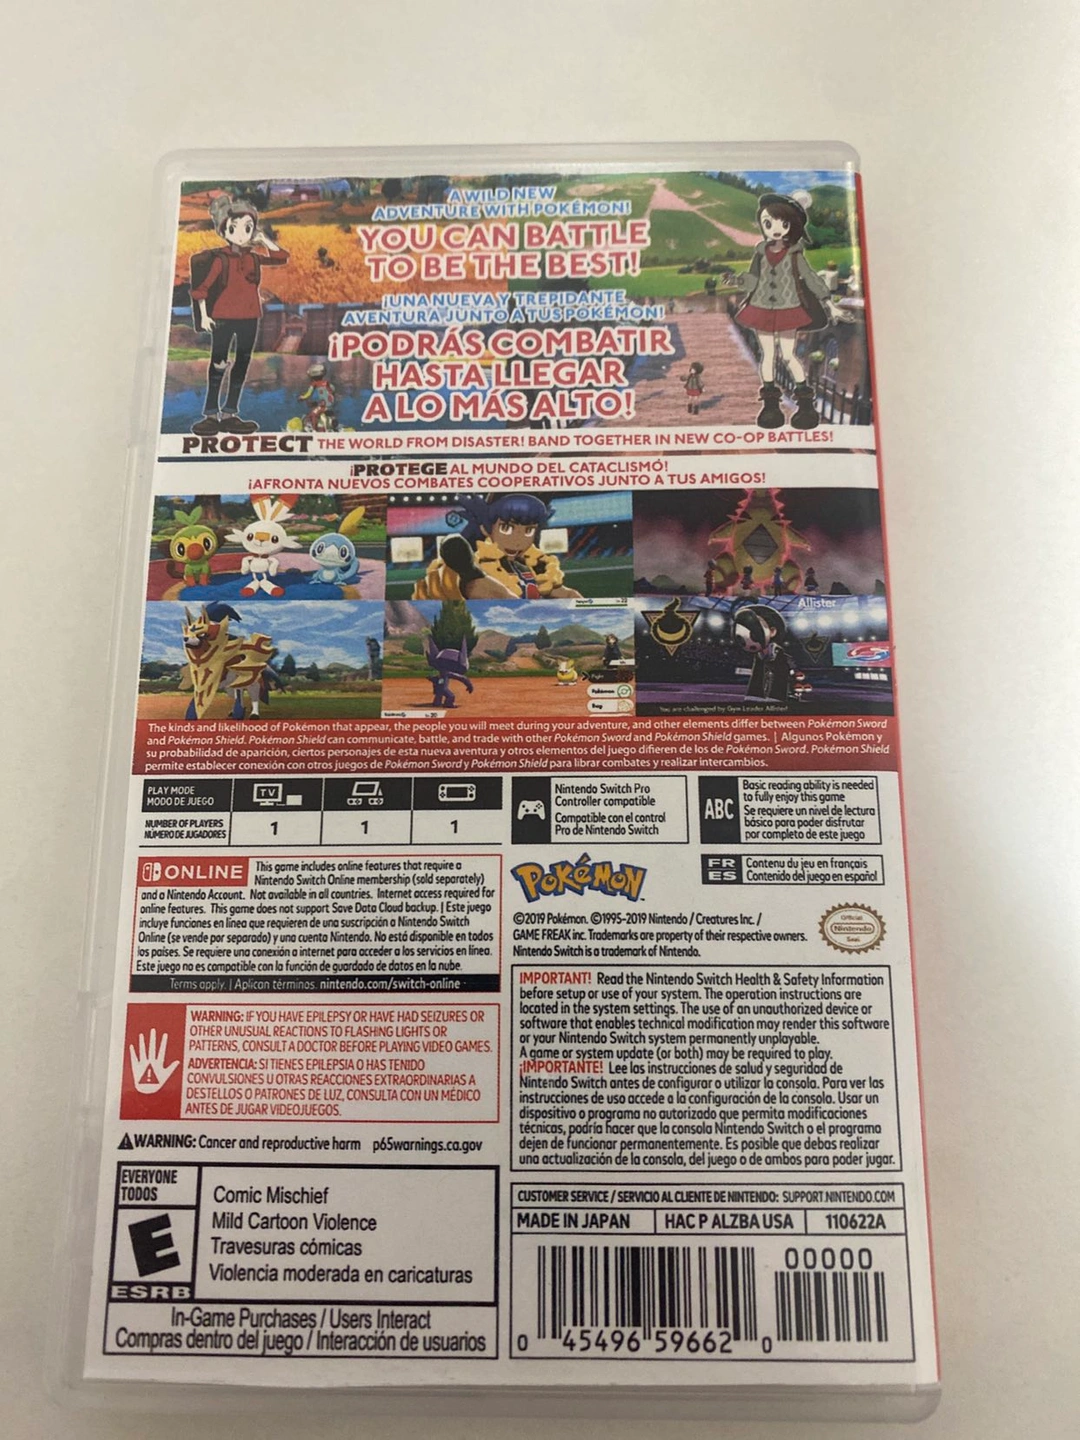 A WILD NEW
ADVENTURE WITH POKÉMON!
YOU CAN BATTLE
TO BE THE BEST!
¡UNA NUEVA Y TREPIDANTE
AVENTURA JUNTO A TUS POKÉMON!
¡PODRÁS COMBATIR
HASTA LLEGAR
A LO MÁS ALTO!
PROTECT THE WORLD FROM DISASTER! BAND TOGETHER IN NEW CO-OP BATTLES!
¡PROTEGE AL MUNDO DEL CATACLISMO!
¡AFRONTA NUEVOS COMBATES COOPERATIVOS JUNTO A TUS AMIGOS!
Allister
Fight
Pokémon
Bag
You are challenged by Gym Leader Allister!
The kinds and likelihood of Pokémon that appear, the people you will meet during your adventure, and other elements differ between Pokémon Sword
and Pokémon Shield. Pokémon Shield can communicate, battle, and trade with other Pokémon Sword and Pokémon Shield games. | Algunos Pokémon y
su probabilidad de aparición, ciertos personajes de esta nueva aventura y otros elementos del juego difieren de los de Pokémon Sword. Pokémon Shield
permite establecer conexión con otros juegos de Pokémon Sword y Pokémon Shield para librar combates y realizar intercambios.
PLAY MODE
MODO DE JUEGO
TV
NUMBER OF PLAYERS
NÚMERO DE JUGADORES
1
1
1
Nintendo Switch Pro
Controller compatible
Compatible con el control
Pro de Nintendo Switch
ABC
Basic reading ability is needed
to fully enjoy this game
Se requiere un nivel de lectura
básico para poder disfrutar
por completo de este juego
ONLINE
This game includes online features that require a
Nintendo Switch Online membership (sold separately)
and a Nintendo Account. Not available in all countries. Internet access required for
online features. This game does not support Save Data Cloud backup. | Este juego
incluye funciones en línea que requieren de una suscripción a Nintendo Switch
Online (se vende por separado) y una cuenta Nintendo. No está disponible en todos
los países. Se requiere una conexión a internet para acceder a los servicios en línea.
Este juego no es compatible con la función de guardado de datos en la nube.
Terms apply. | Aplican términos. nintendo.com/switch-online
POKéMON
FR
ES
Contenu du jeu en français
Contenido del juego en español
©2019 Pokémon. ©1995-2019 Nintendo / Creatures Inc. /
GAME FREAK inc. Trademarks are property of their respective owners.
Nintendo Switch is a trademark of Nintendo.
Official
Nintendo
Seal
WARNING: IF YOU HAVE EPILEPSY OR HAVE HAD SEIZURES OR
OTHER UNUSUAL REACTIONS TO FLASHING LIGHTS OR
PATTERNS, CONSULT A DOCTOR BEFORE PLAYING VIDEO GAMES.
ADVERTENCIA: SI TIENES EPILEPSIA O HAS TENIDO
CONVULSIONES U OTRAS REACCIONES EXTRAORDINARIAS A
DESTELLOS O PATRONES DE LUZ, CONSULTA CON UN MÉDICO
ANTES DE JUGAR VIDEOJUEGOS.
WARNING: Cancer and reproductive harm p65warnings.ca.gov
IMPORTANT! Read the Nintendo Switch Health & Safety Information
before setup or use of your system. The operation instructions are
located in the system settings. The use of an unauthorized device or
software that enables technical modification may render this software
or your Nintendo Switch system permanently unplayable.
A game or system update (or both) may be required to play.
¡IMPORTANTE! Lee las instrucciones de salud y seguridad de
Nintendo Switch antes de configurar o utilizar la consola. Para ver las
instrucciones de uso accede a la configuración de la consola. Usar un
dispositivo o programa no autorizado que permita modificaciones
técnicas, podría hacer que la consola Nintendo Switch o el programa
dejen de funcionar permanentemente. Es posible que debas realizar
una actualización de la consola, del juego o de ambos para poder jugar.
EVERYONE
TODOS
E
ESRB
Comic Mischief
Mild Cartoon Violence
Travesuras cómicas
Violencia moderada en caricaturas
In-Game Purchases / Users Interact
Compras dentro del juego / Interacción de usuarios
CUSTOMER SERVICE / SERVICIO AL CLIENTE DE NINTENDO: SUPPORT.NINTENDO.COM
MADE IN JAPAN
HAC P ALZBA USA
110622A
00000
0 45496 59662 0